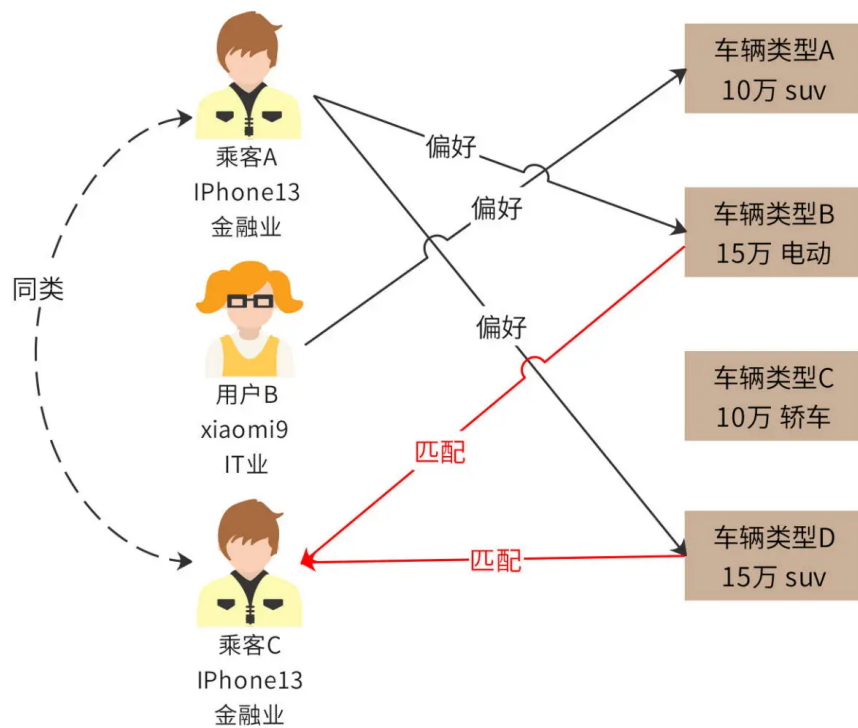 车辆类型A
10万 suv
乘客A
IPhone13
金融业
偏好
偏好
车辆类型B
15万 电动
同类
偏好
用户B
xiaomi9
IT业
车辆类型C
10万 轿车
匹配
匹配
车辆类型D
15万 suv
乘客C
IPhone13
金融业